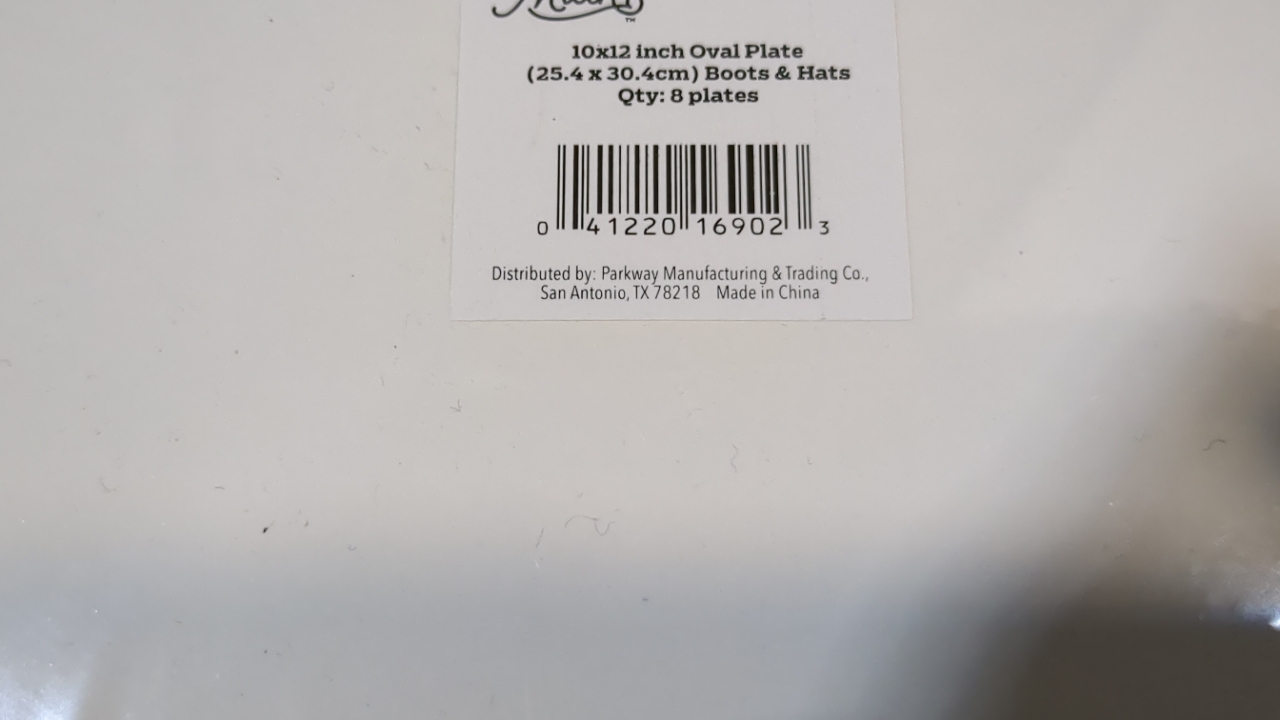 10x12 inch Oval Plate
(25.4 x 30.4cm) Boots & Hats
Qty: 8 plates
0 41220 16902 3
Distributed by: Parkway Manufacturing & Trading Co.,
San Antonio, TX 78218 Made in China